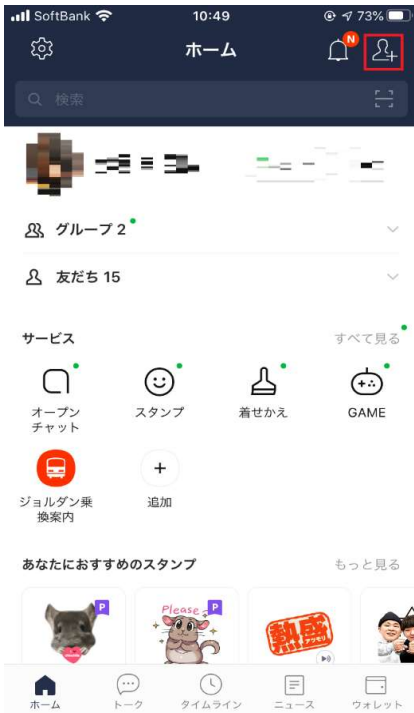 SoftBank 10:49 73%
ホーム
N
検索
グループ 2
友だち 15
サービス
すべて見る
オープン
チャット
スタンプ
着せかえ
GAME
ジョルダン乗
換案内
追加
あなたにおすすめのスタンプ
もっと見る
P
Please
P
熱盛
ホーム
トーク
タイムライン
ニュース
ウォレット